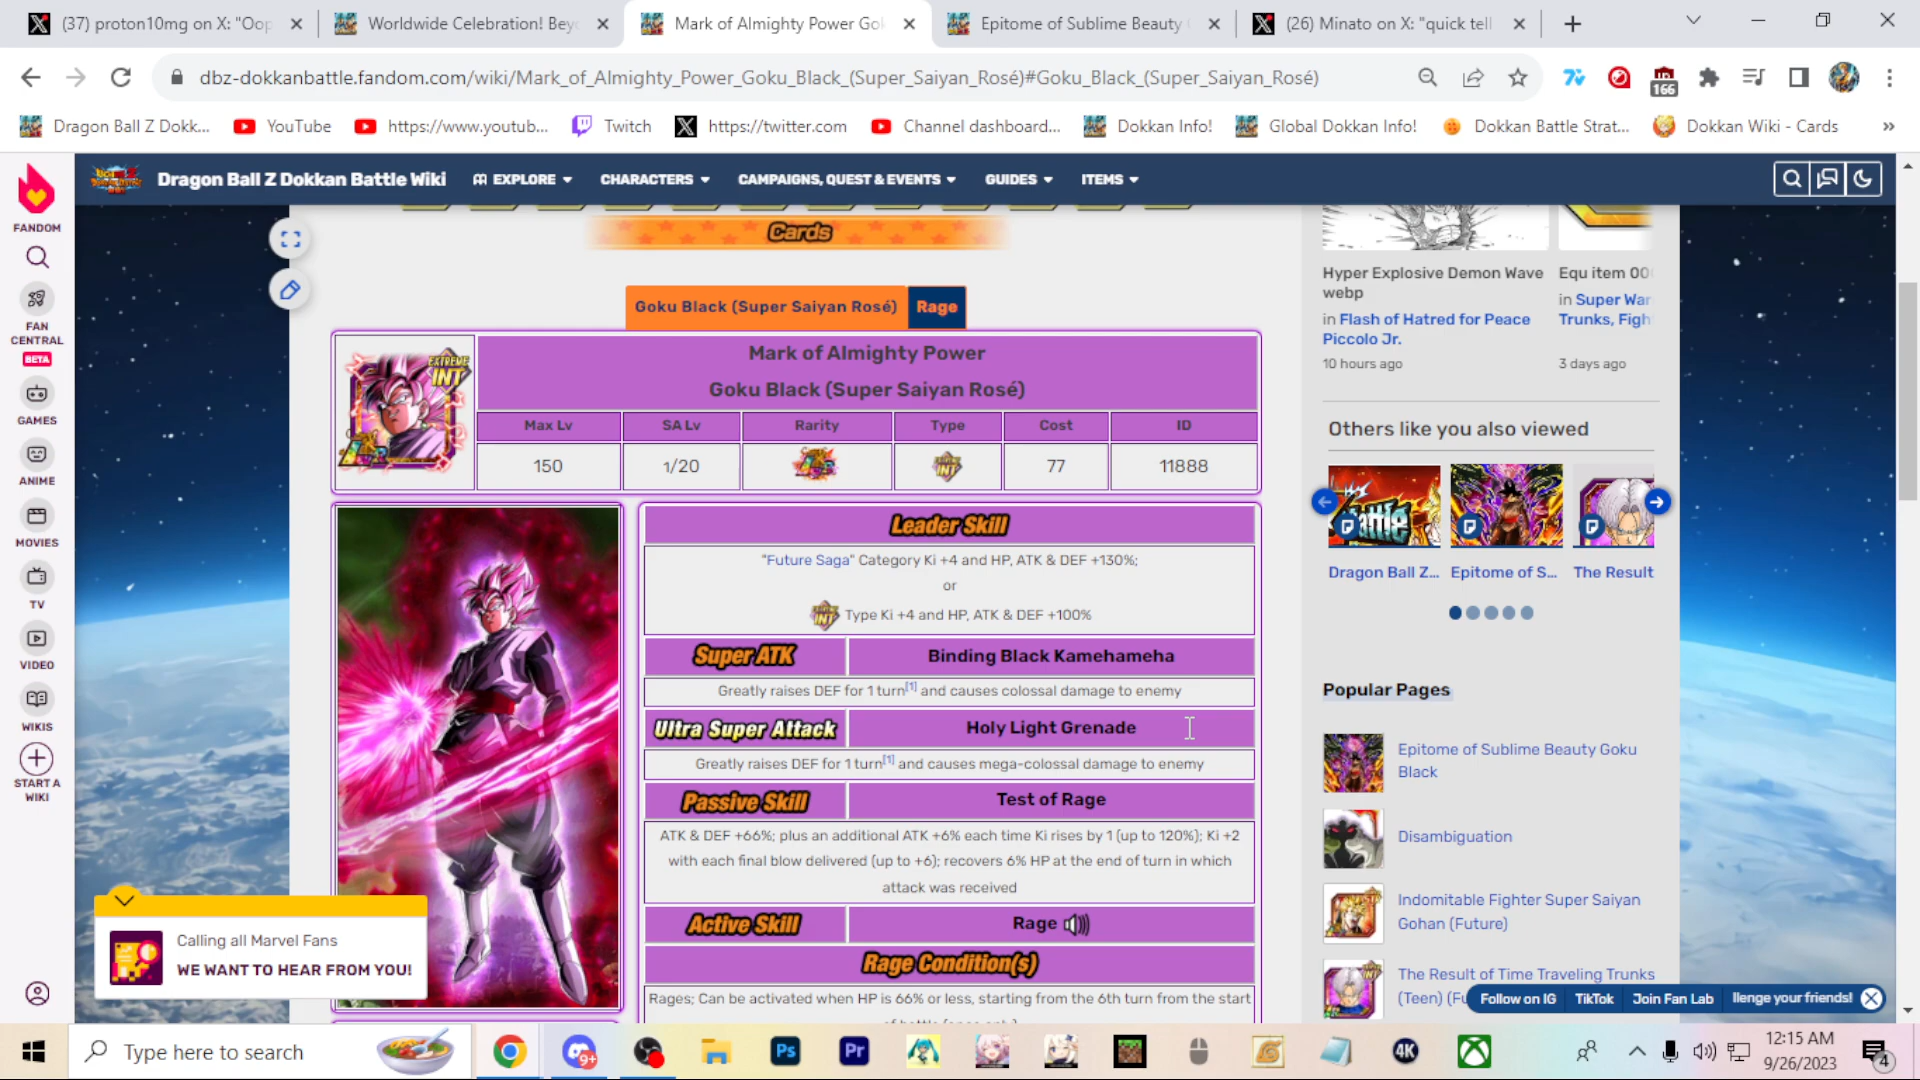 (37) proton10mg on X: "Oop
Worldwide Celebration! Bey
Mark of Almighty Power Go
Epitome of Sublime Beauty
(26) Minato on X: "quick tell
dbz-dokkanbattle.fandom.com/wiki/Mark_of_Almighty_Power_Goku_Black_(Super_Saiyan_Rosé)#Goku_Black_(Super_Saiyan_Rosé)
166
Dragon Ball Z Dokk...
YouTube
https://www.youtub...
Twitch
https://twitter.com
Channel dashboard...
Dokkan Info!
Global Dokkan Info!
Dokkan Battle Strat...
Dokkan Wiki - Cards
»
Dragon Ball Z Dokkan Battle Wiki
EXPLORE
CHARACTERS
CAMPAIGNS, QUEST & EVENTS
GUIDES
ITEMS
FANDOM
FAN
CENTRAL
BETA
GAMES
ANIME
MOVIES
TV
VIDEO
WIKIS
START A
WIKI
Cards
Goku Black (Super Saiyan Rosé)
Rage
EXTREME
INT
LR
Mark of Almighty Power
Goku Black (Super Saiyan Rosé)
Max Lv
SA Lv
Rarity
Type
Cost
ID
150
1/20
LR
INT
77
11888
Leader Skill
"Future Saga" Category Ki +4 and HP, ATK & DEF +130%;
or
INT Type Ki +4 and HP, ATK & DEF +100%
Super ATK
Binding Black Kamehameha
Greatly raises DEF for 1 turn[1] and causes colossal damage to enemy
Ultra Super Attack
Holy Light Grenade
Greatly raises DEF for 1 turn[1] and causes mega-colossal damage to enemy
Passive Skill
Test of Rage
ATK & DEF +66%; plus an additional ATK +6% each time Ki rises by 1 (up to 120%); Ki +2
with each final blow delivered (up to +6); recovers 6% HP at the end of turn in which
attack was received
Active Skill
Rage
Rage Condition(s)
Rages; Can be activated when HP is 66% or less, starting from the 6th turn from the start
Calling all Marvel Fans
WE WANT TO HEAR FROM YOU!
Hyper Explosive Demon Wave
webp
in Flash of Hatred for Peace
Piccolo Jr.
10 hours ago
Equ item 00
in Super War
Trunks, Figh
3 days ago
Others like you also viewed
Dragon Ball Z...
Epitome of S...
The Result
Popular Pages
Epitome of Sublime Beauty Goku
Black
Disambiguation
Indomitable Fighter Super Saiyan
Gohan (Future)
The Result of Time Traveling Trunks
(Teen) (Fu
Follow on IG
TikTok
Join Fan Lab
llenge your friends!
Type here to search
9+
Ps
Pr
4K
12:15 AM
9/26/2023
4